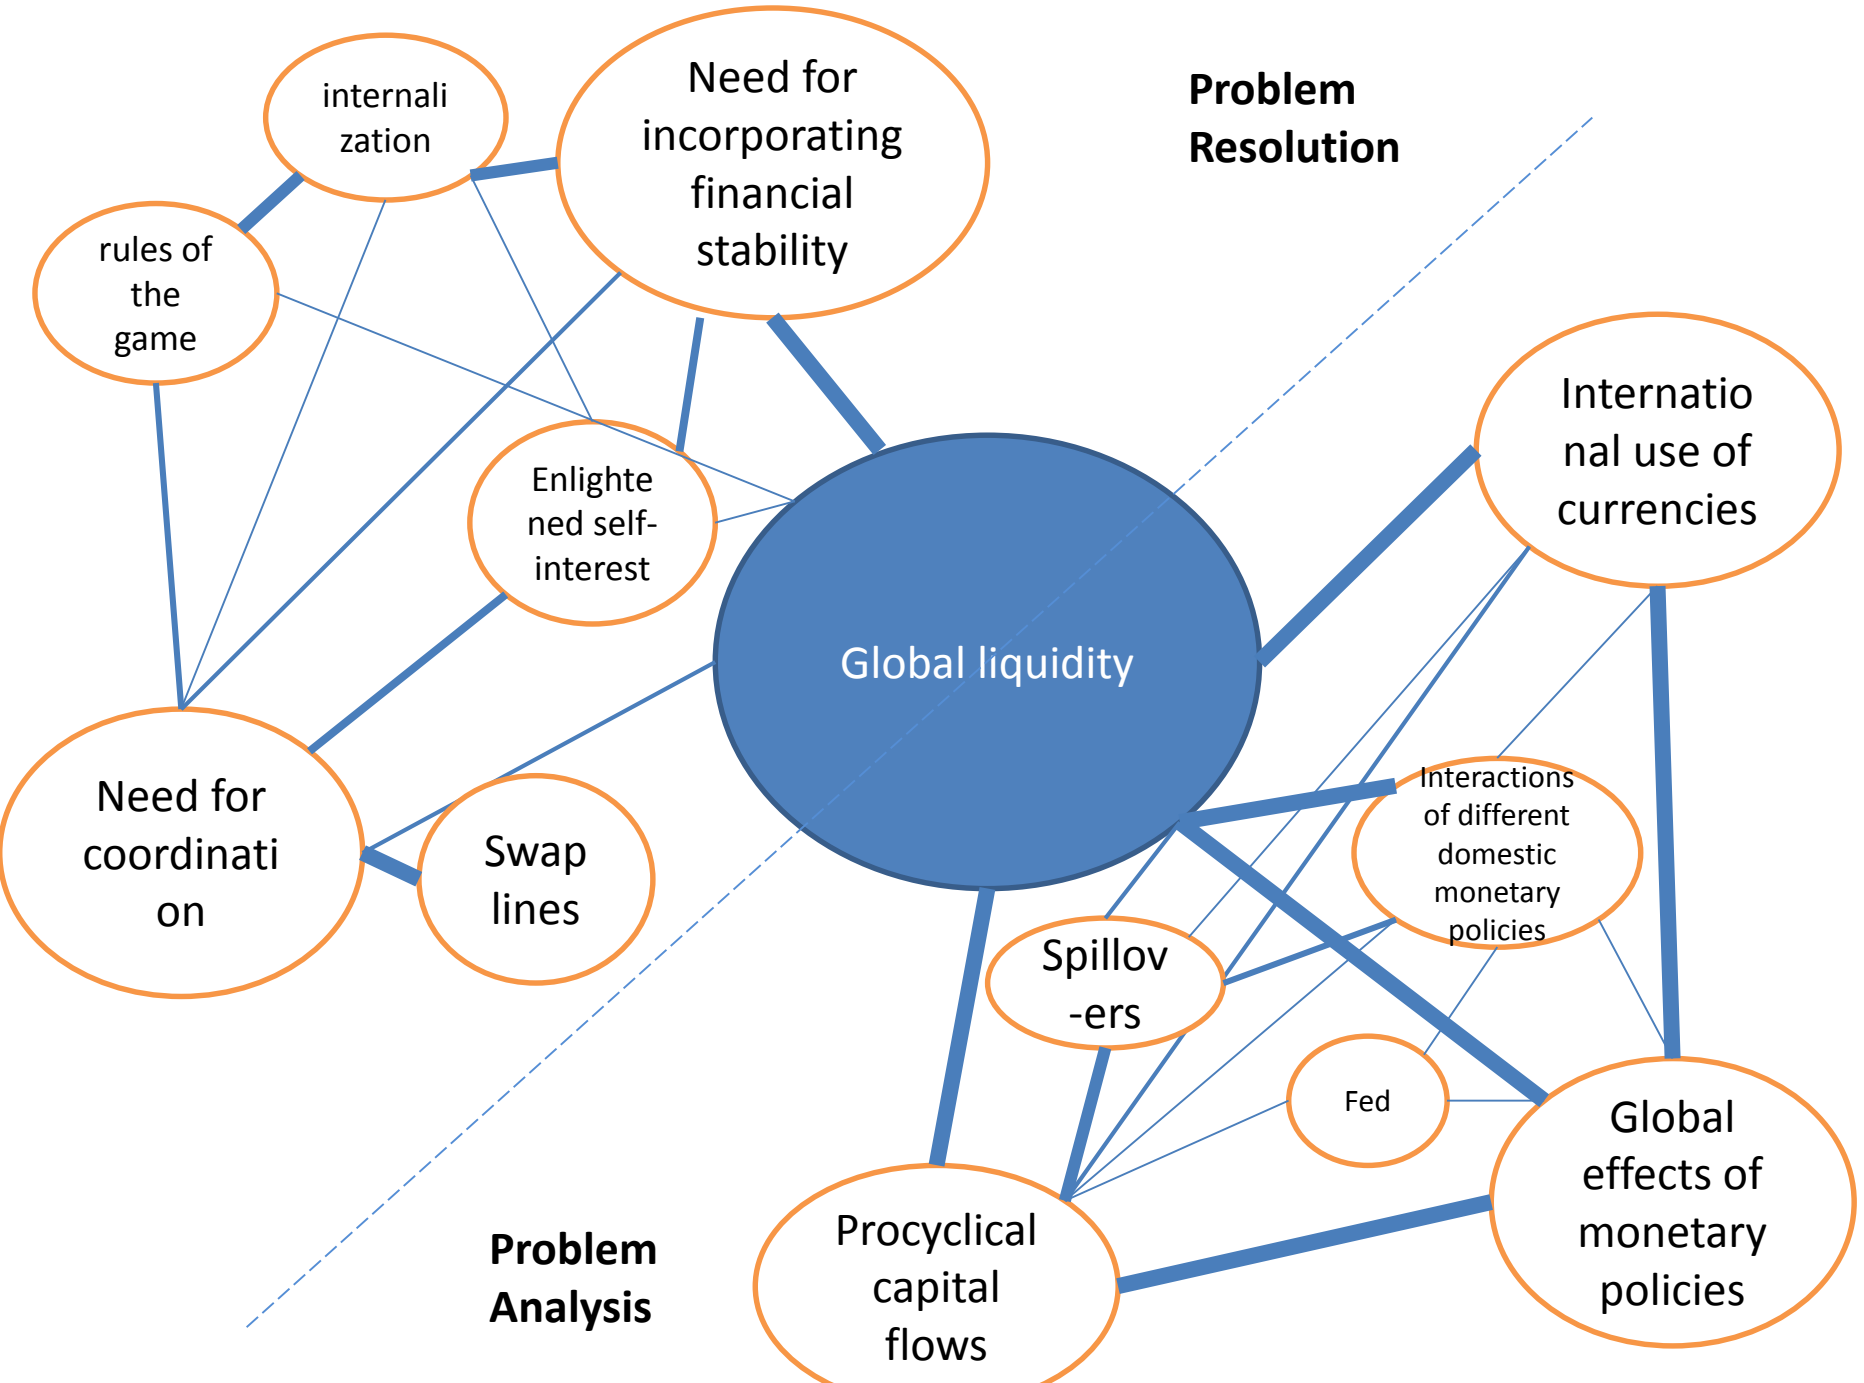 internali
zation
Need for
incorporating
financial
stability
Problem
Resolution
rules of
the
game
Internatio
nal use of
currencies
Enlighte
ned self-
interest
Global liquidity
Need for
coordinati
on
Swap
lines
Interactions
of different
domestic
monetary
policies
Spillov
-ers
Fed
Global
effects of
monetary
policies
Procyclical
capital
flows
Problem
Analysis